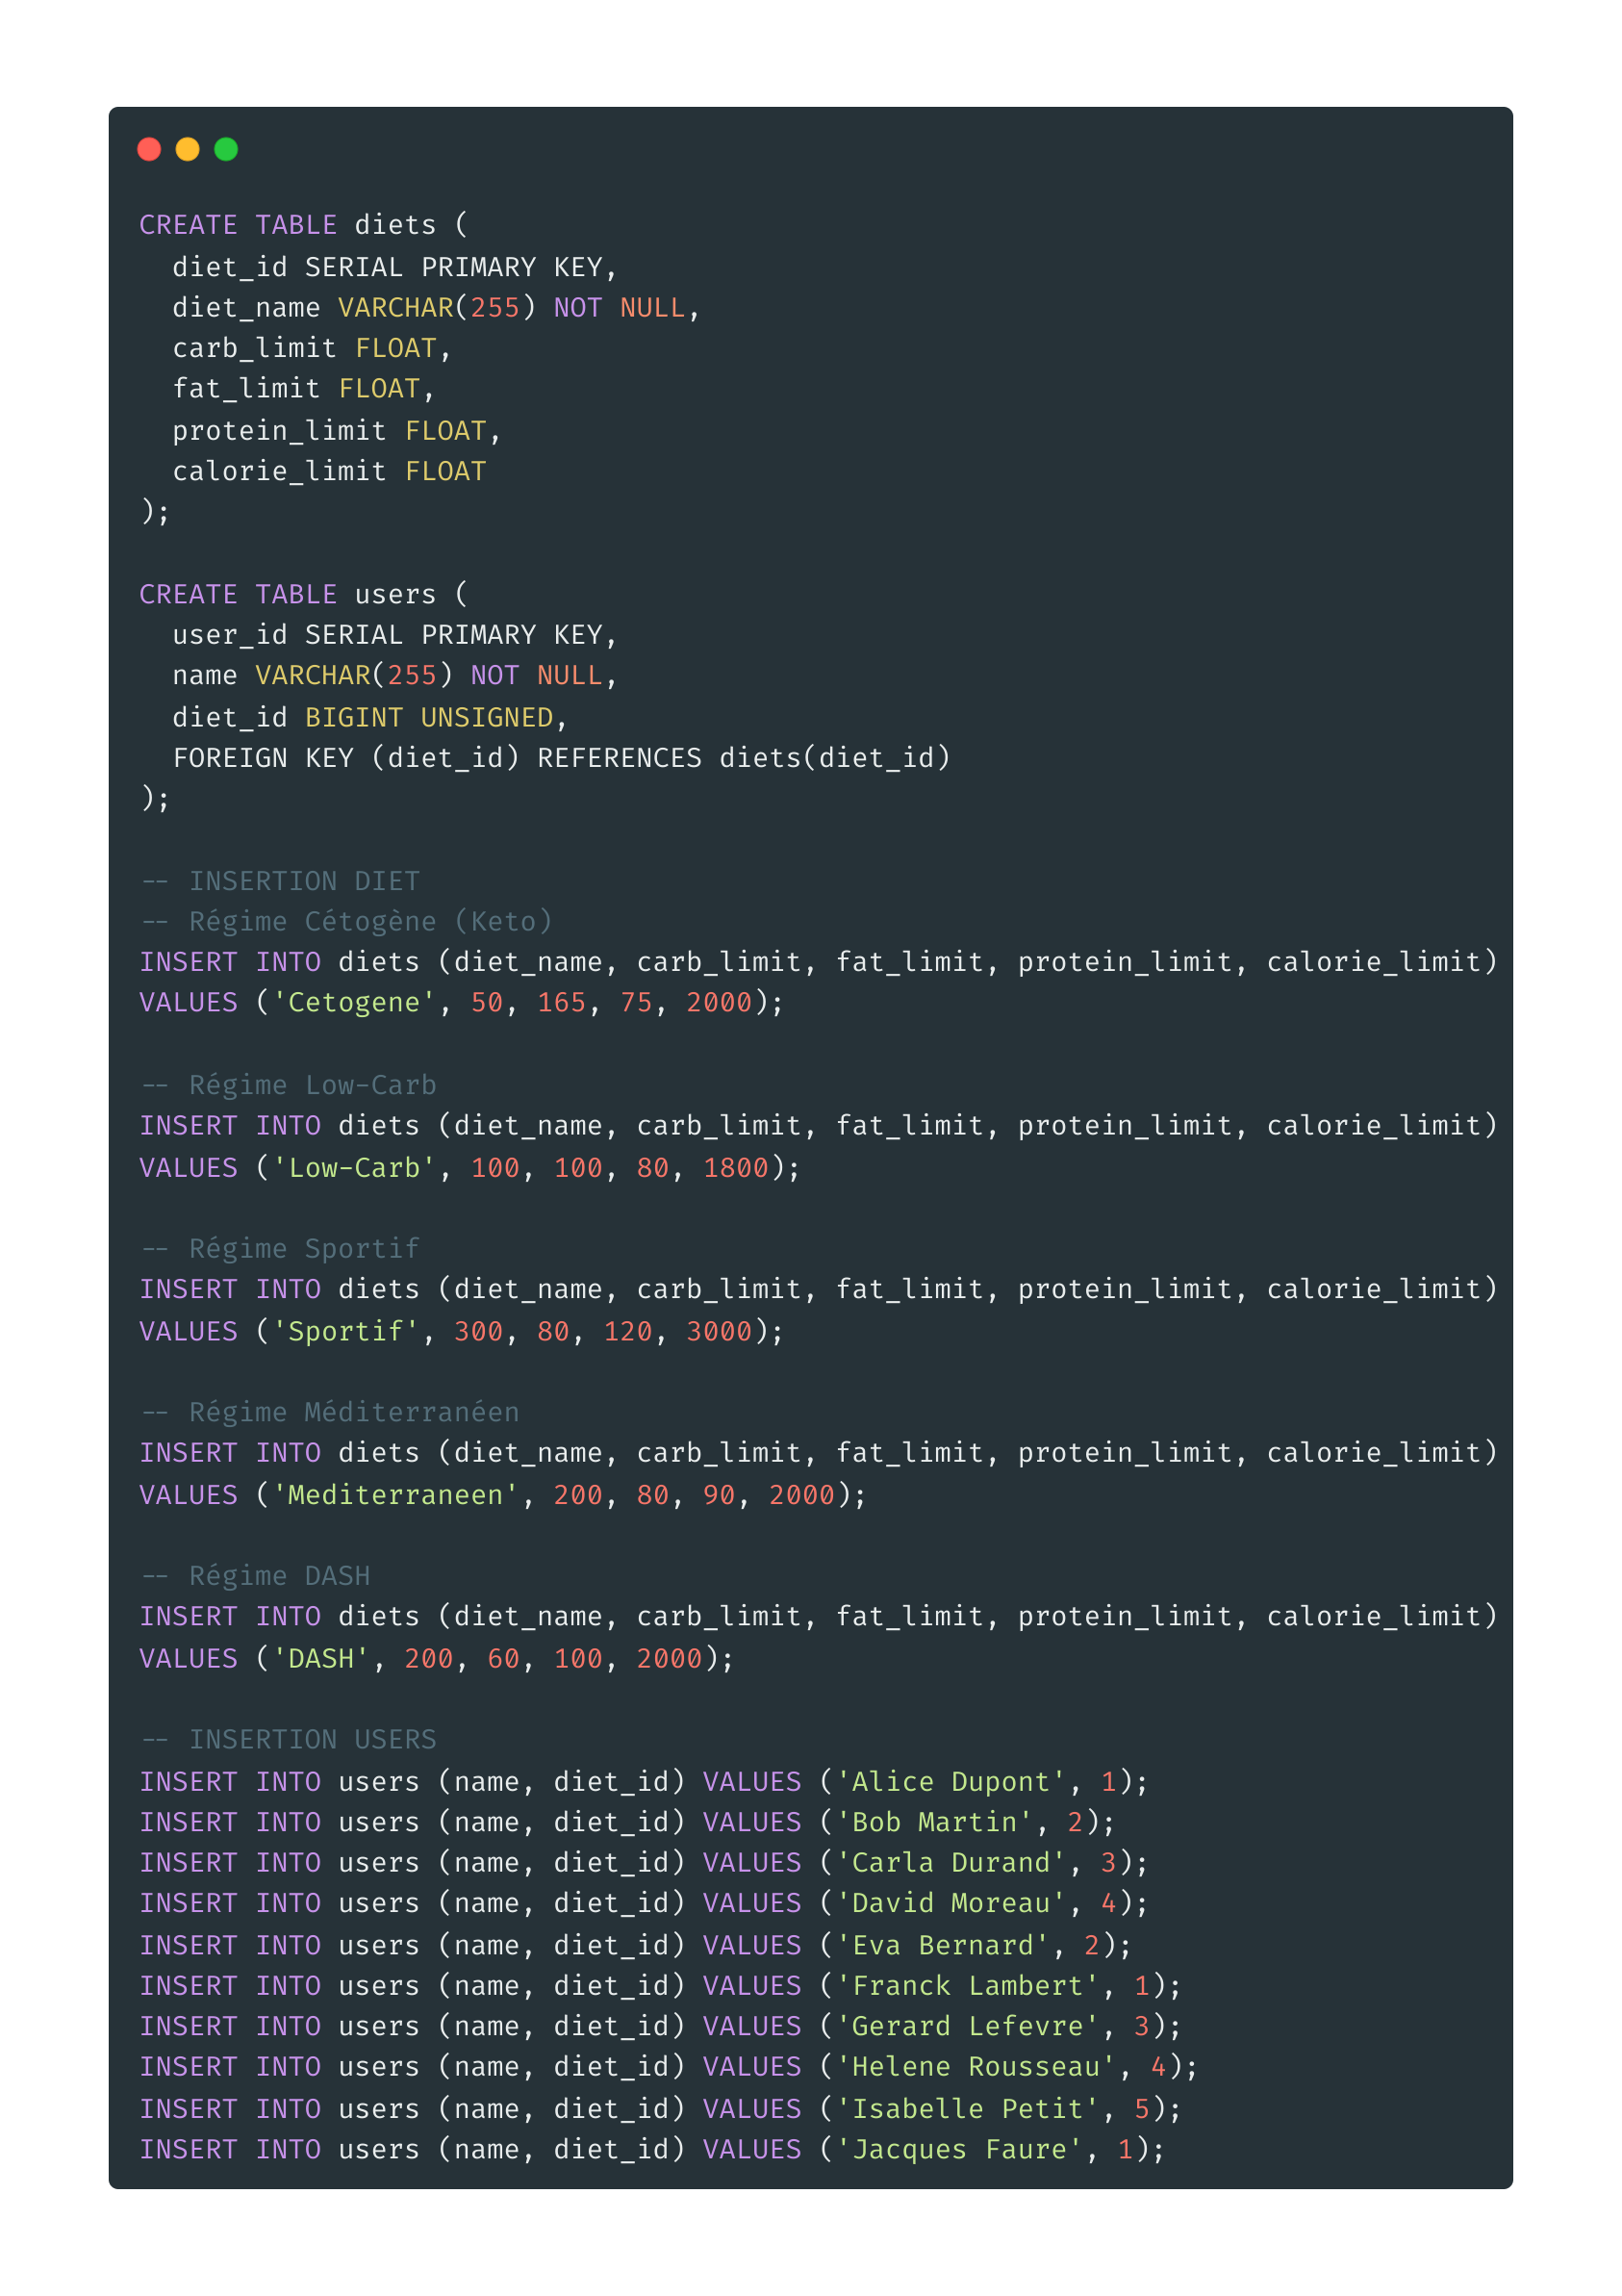 CREATE TABLE diets (
  diet_id SERIAL PRIMARY KEY,
  diet_name VARCHAR(255) NOT NULL,
  carb_limit FLOAT,
  fat_limit FLOAT,
  protein_limit FLOAT,
  calorie_limit FLOAT
);

CREATE TABLE users (
  user_id SERIAL PRIMARY KEY,
  name VARCHAR(255) NOT NULL,
  diet_id BIGINT UNSIGNED,
  FOREIGN KEY (diet_id) REFERENCES diets(diet_id)
);

-- INSERTION DIET
-- Régime Cétogène (Keto)
INSERT INTO diets (diet_name, carb_limit, fat_limit, protein_limit, calorie_limit)
VALUES ('Cetogene', 50, 165, 75, 2000);

-- Régime Low-Carb
INSERT INTO diets (diet_name, carb_limit, fat_limit, protein_limit, calorie_limit)
VALUES ('Low-Carb', 100, 100, 80, 1800);

-- Régime Sportif
INSERT INTO diets (diet_name, carb_limit, fat_limit, protein_limit, calorie_limit)
VALUES ('Sportif', 300, 80, 120, 3000);

-- Régime Méditerranéen
INSERT INTO diets (diet_name, carb_limit, fat_limit, protein_limit, calorie_limit)
VALUES ('Mediterraneen', 200, 80, 90, 2000);

-- Régime DASH
INSERT INTO diets (diet_name, carb_limit, fat_limit, protein_limit, calorie_limit)
VALUES ('DASH', 200, 60, 100, 2000);

-- INSERTION USERS
INSERT INTO users (name, diet_id) VALUES ('Alice Dupont', 1);
INSERT INTO users (name, diet_id) VALUES ('Bob Martin', 2);
INSERT INTO users (name, diet_id) VALUES ('Carla Durand', 3);
INSERT INTO users (name, diet_id) VALUES ('David Moreau', 4);
INSERT INTO users (name, diet_id) VALUES ('Eva Bernard', 2);
INSERT INTO users (name, diet_id) VALUES ('Franck Lambert', 1);
INSERT INTO users (name, diet_id) VALUES ('Gerard Lefevre', 3);
INSERT INTO users (name, diet_id) VALUES ('Helene Rousseau', 4);
INSERT INTO users (name, diet_id) VALUES ('Isabelle Petit', 5);
INSERT INTO users (name, diet_id) VALUES ('Jacques Faure', 1);